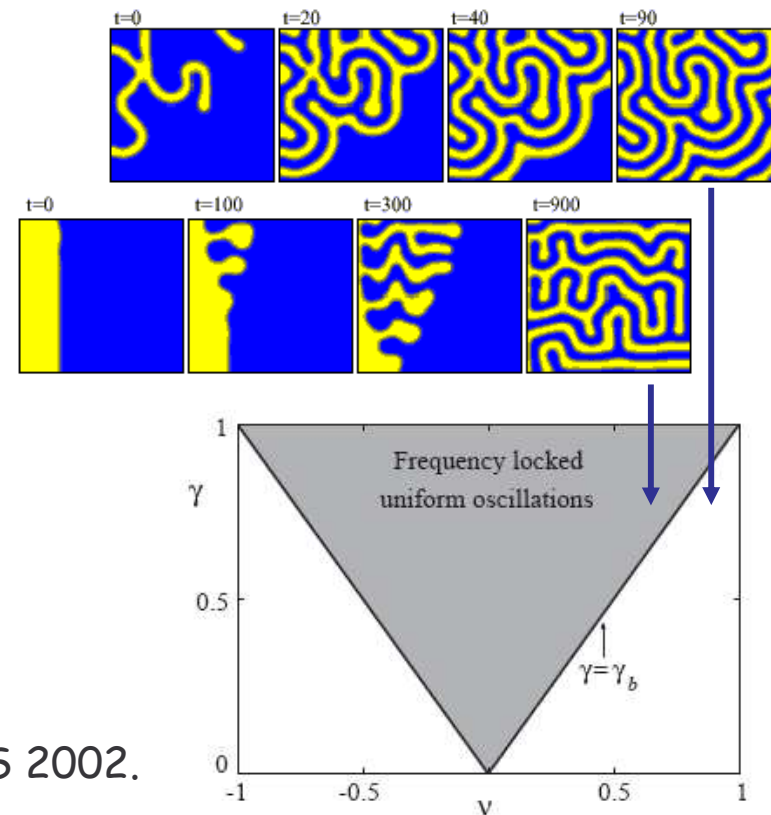 t=0 t=20 t=40 t=90
t=0 t=100 t=300 t=900
1
γ
Frequency locked
uniform oscillations
0.5
γ=γb
0
-1 -0.5 ν 0.5 1
S 2002.